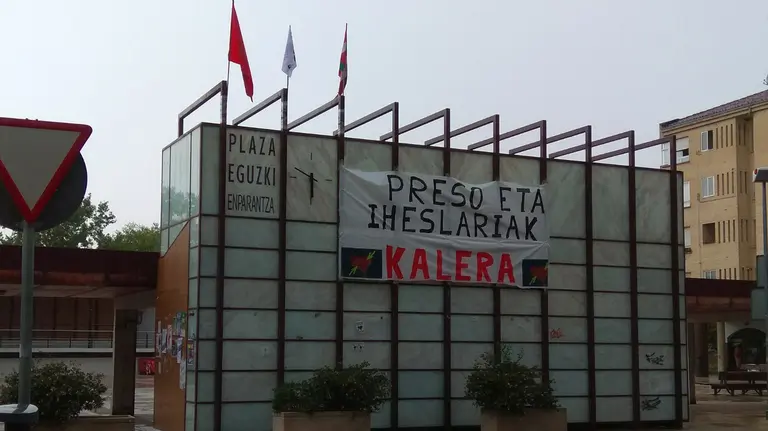 PLAZA
EGUZKI
ENPARANTZA
PRESO ETA
IHESLARIAK
KALERA